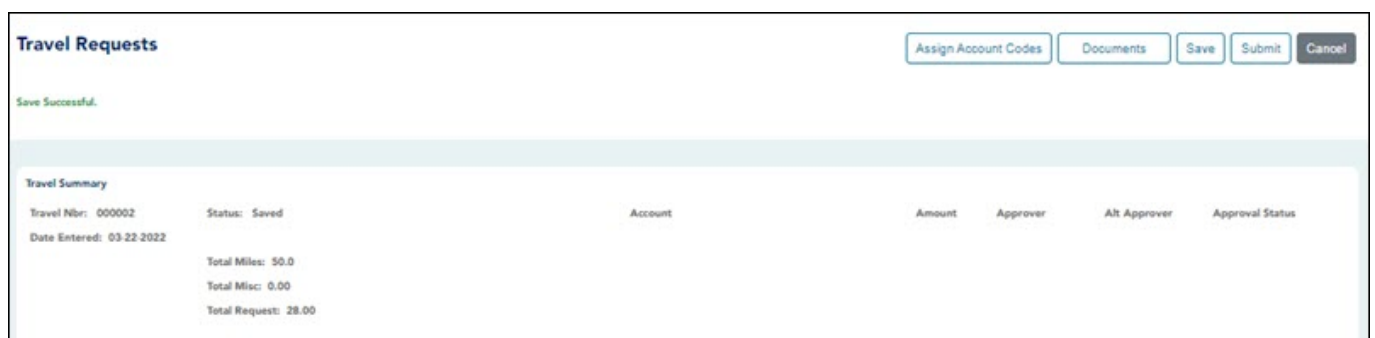 Travel Requests
Assign Account Codes Documents Save Submit Cancel
Save Successful.
Travel Summary
Travel Nbr: 000002 Status: Saved Account Amount Approver Alt Approver Approval Status
Date Entered: 03-22-2022
Total Miles: 50.0
Total Misc: 0.00
Total Request: 28.00